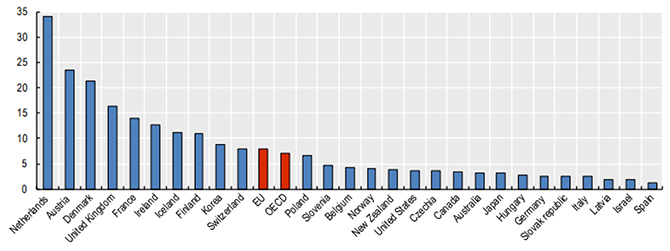 35
30
25
20
15
10
5
0
Netherlands
Austria
Denmark
United Kingdom
France
Ireland
Iceland
Finland
Korea
Switzerland
EU
OECD
Poland
Slovenia
Belgium
Norway
New Zealand
United States
Czechia
Canada
Australia
Japan
Hungary
Germany
Slovak republic
Italy
Latvia
Israel
Spain